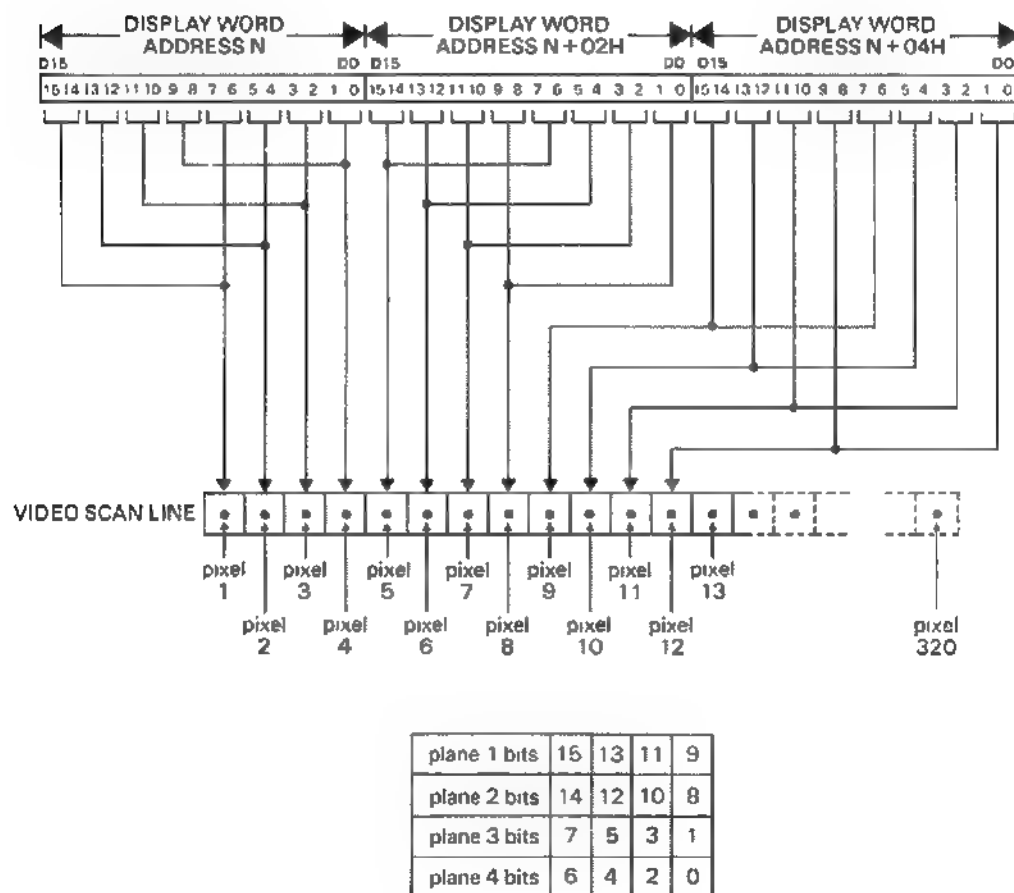 DISPLAY WORD ADDRESS N
DISPLAY WORD ADDRESS N + 02H
DISPLAY WORD ADDRESS N + 04H
D15 D0 D15 D0 D15 D0
15 14 13 12 11 10 9 8 7 6 5 4 3 2 1 0 15 14 13 12 11 10 9 8 7 6 5 4 3 2 1 0 15 14 13 12 11 10 9 8 7 6 5 4 3 2 1 0
VIDEO SCAN LINE
pixel 1
pixel 3
pixel 5
pixel 7
pixel 9
pixel 11
pixel 13
pixel 2
pixel 4
pixel 6
pixel 8
pixel 10
pixel 12
pixel 320
plane 1 bits 15 13 11 9
plane 2 bits 14 12 10 8
plane 3 bits 7 5 3 1
plane 4 bits 6 4 2 0